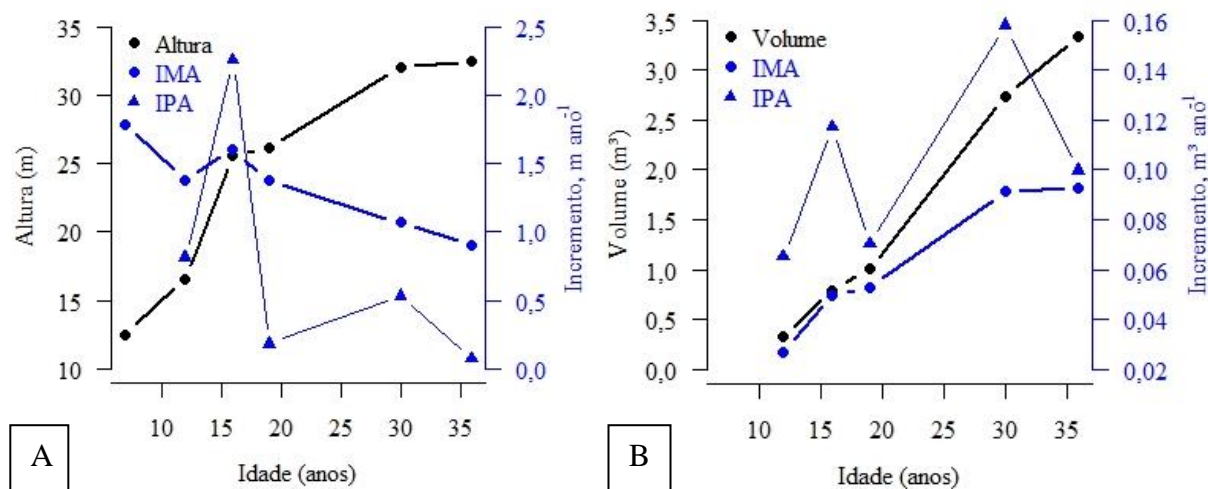 35
30
25
20
15
10
Altura (m)
Altura
IMA
IPA
2,5
2,0
1,5
1,0
0,5
0,0
Incremento, m ano⁻¹
10 15 20 25 30 35
Idade (anos)
A
3,5
3,0
2,5
2,0
1,5
1,0
0,5
0,0
Volume (m³)
Volume
IMA
IPA
0,16
0,14
0,12
0,10
0,08
0,06
0,04
0,02
Incremento, m³ ano⁻¹
10 15 20 25 30 35
Idade (anos)
B